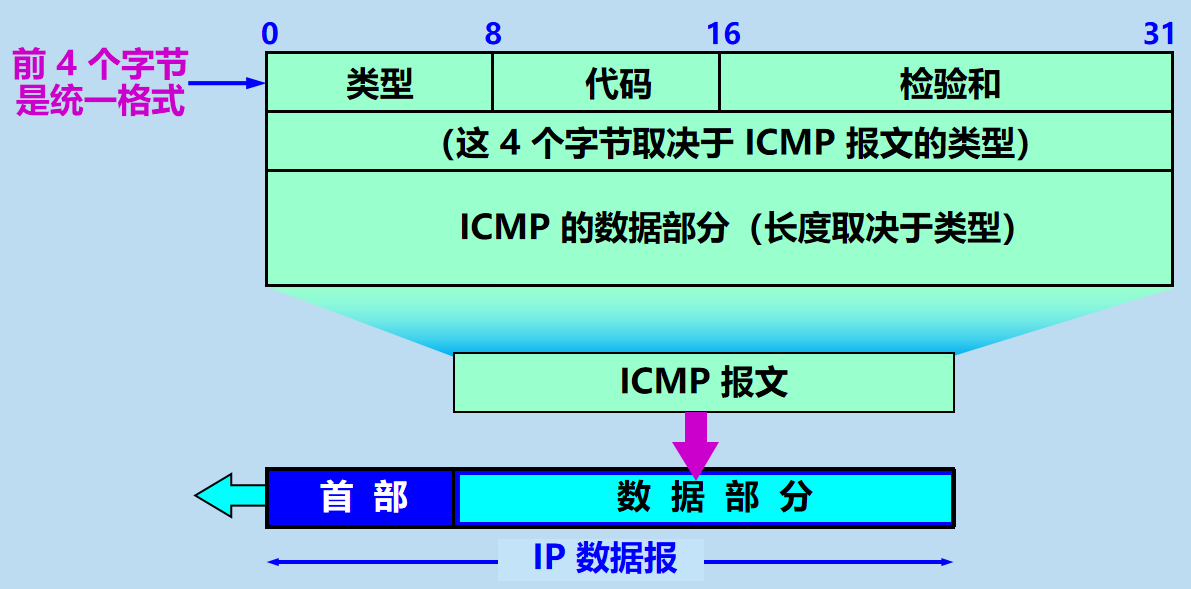 0 8 16 31
前 4 个字节
是统一格式
类型 代码 检验和
（这 4 个字节取决于 ICMP 报文的类型）
ICMP 的数据部分（长度取决于类型）
ICMP 报文
首 部 数 据 部 分
IP 数据报